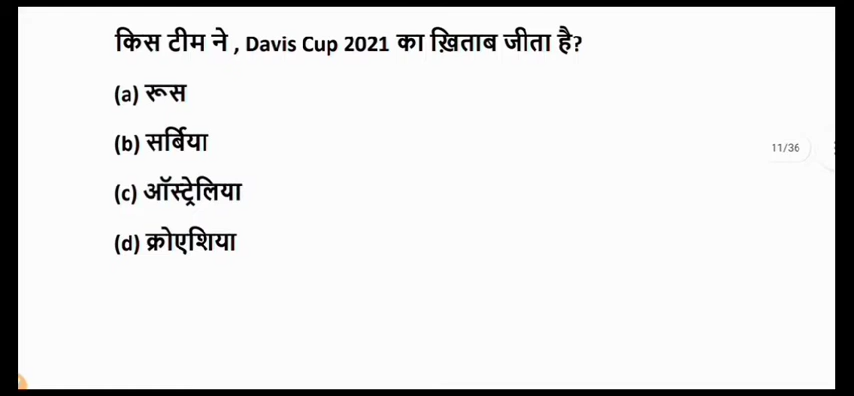 किस टीम ने , Davis Cup 2021 का ख़िताब जीता है?
(a) रूस
(b) सर्बिया
11/36
(c) ऑस्ट्रेलिया
(d) क्रोएशिया